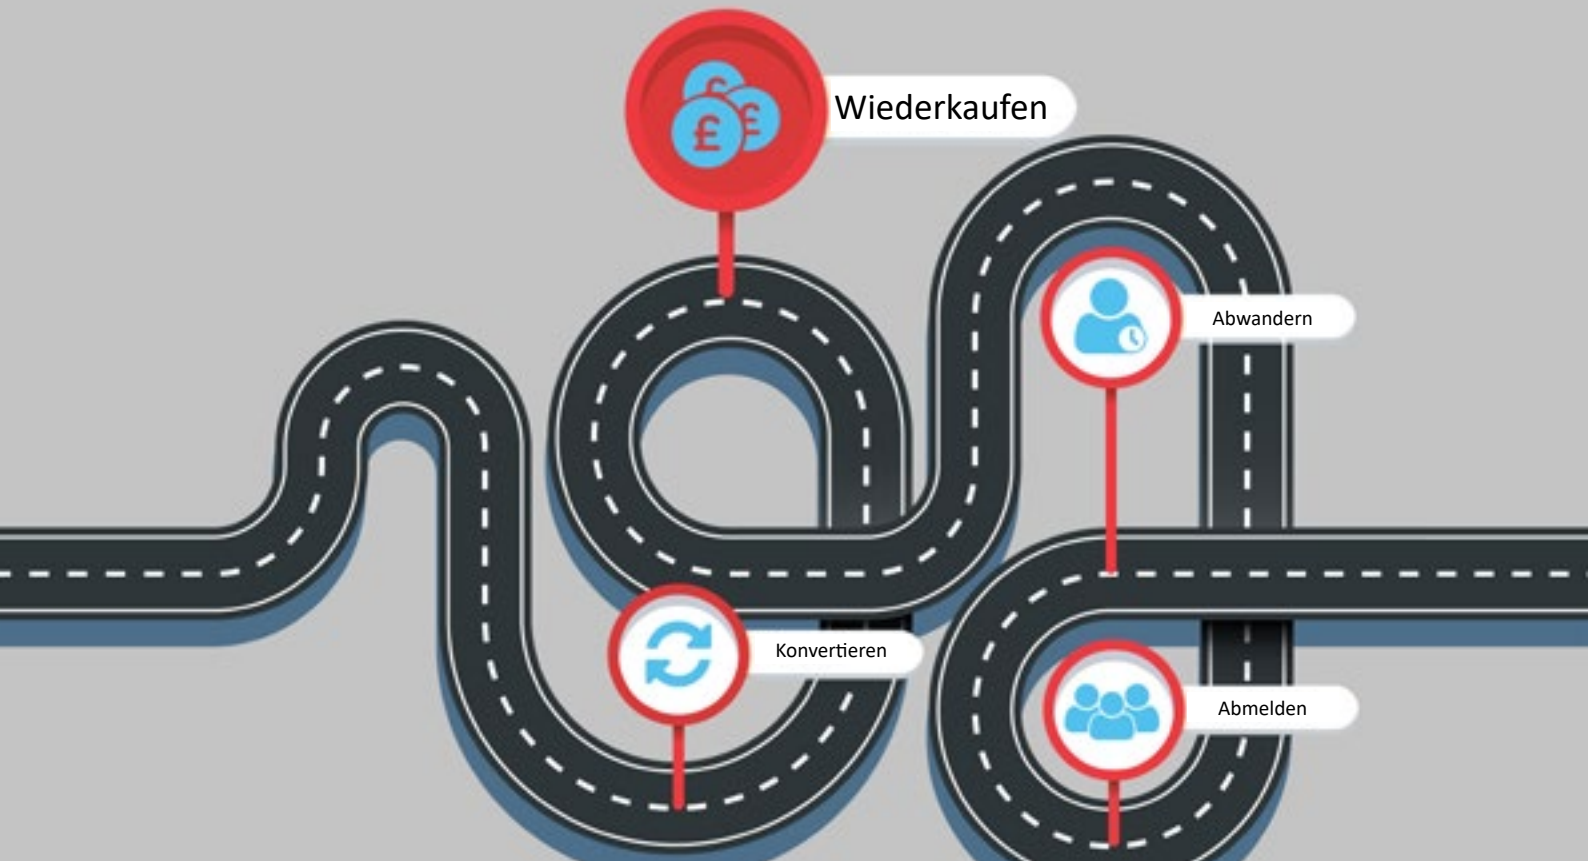 £
£
£
Wiederkaufen
Abwandern
Konvertieren
Abmelden